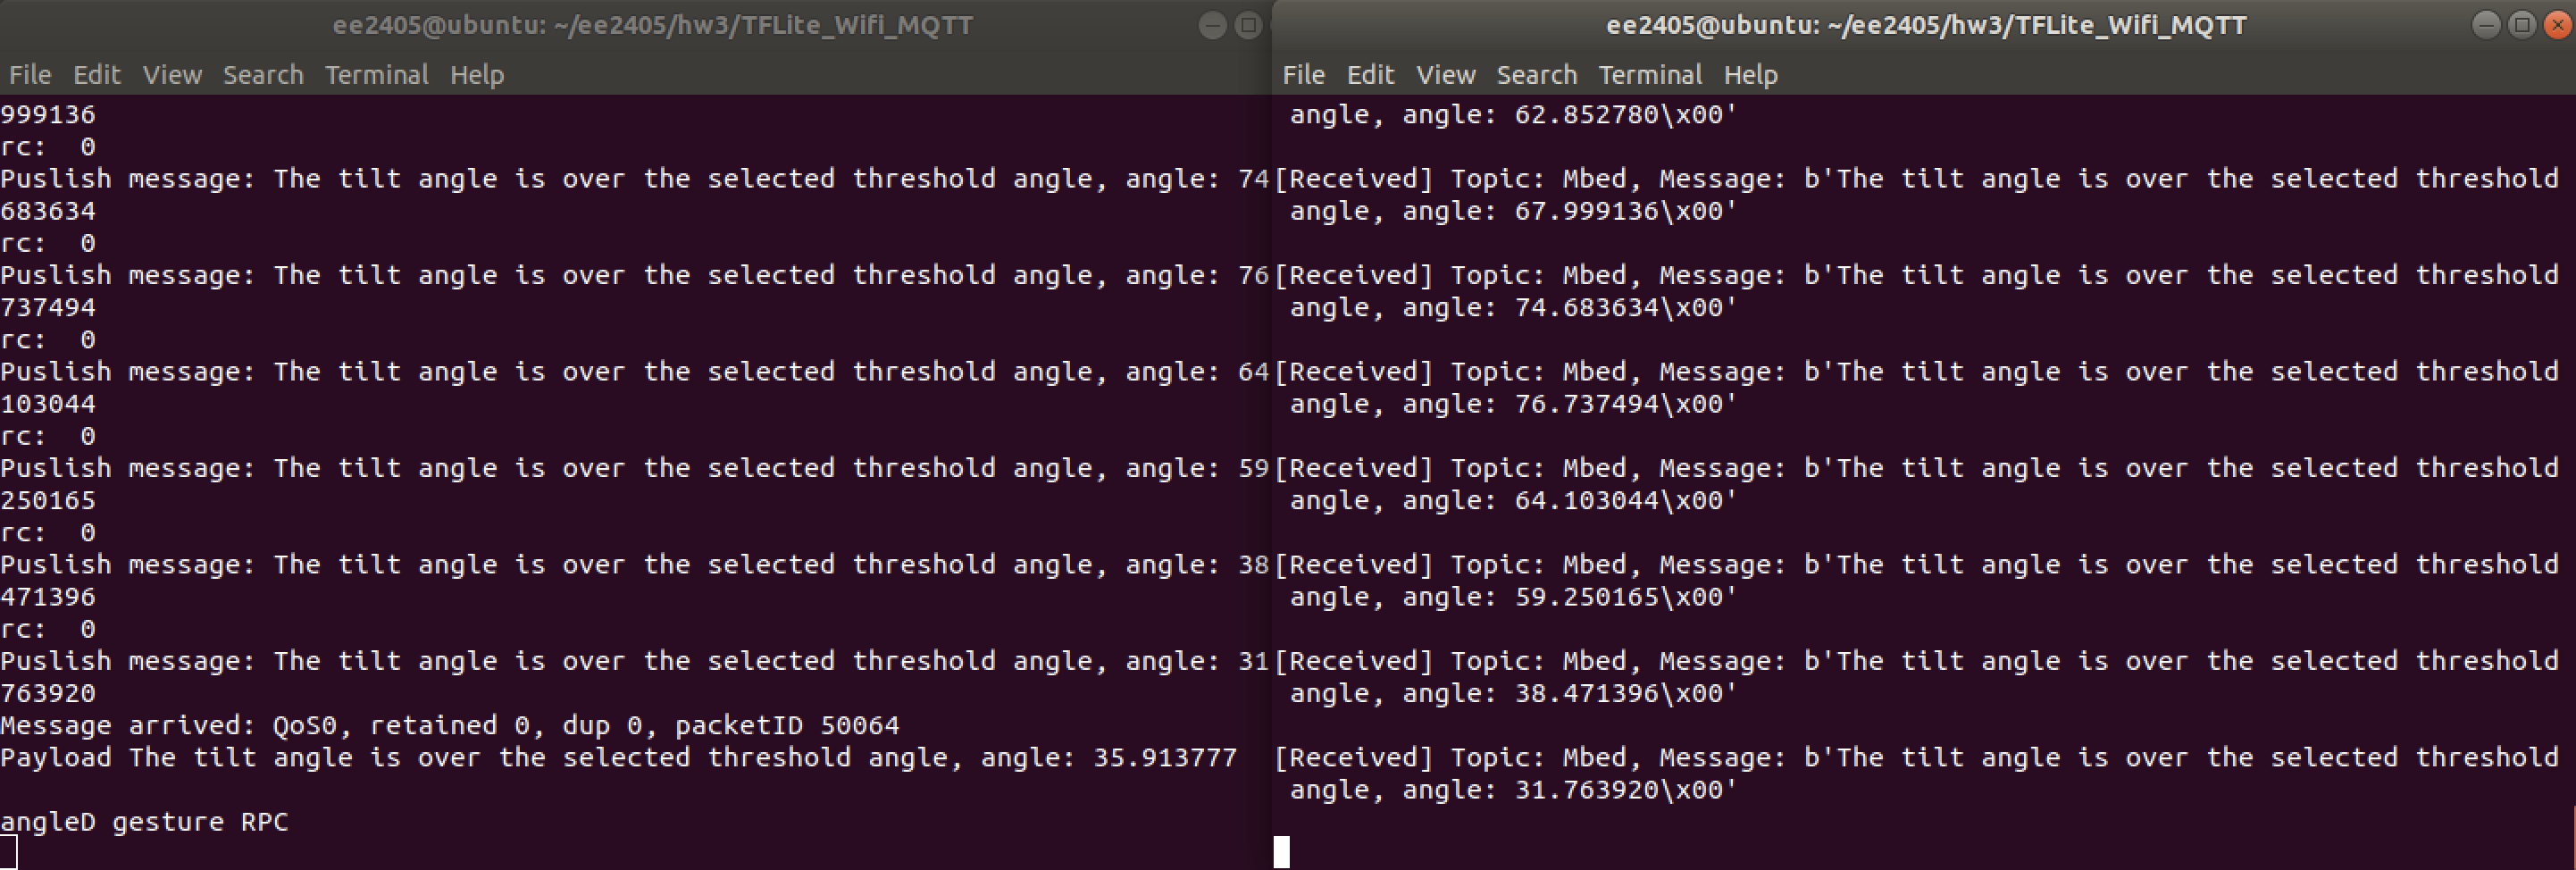 ee2405@ubuntu: ~/ee2405/hw3/TFLite_Wifi_MQTT
File Edit View Search Terminal Help
999136
rc:  0
Puslish message: The tilt angle is over the selected threshold angle, angle: 74
683634
rc:  0
Puslish message: The tilt angle is over the selected threshold angle, angle: 76
737494
rc:  0
Puslish message: The tilt angle is over the selected threshold angle, angle: 64
103044
rc:  0
Puslish message: The tilt angle is over the selected threshold angle, angle: 59
250165
rc:  0
Puslish message: The tilt angle is over the selected threshold angle, angle: 38
471396
rc:  0
Puslish message: The tilt angle is over the selected threshold angle, angle: 31
763920
Message arrived: QoS0, retained 0, dup 0, packetID 50064
Payload The tilt angle is over the selected threshold angle, angle: 35.913777
angleD gesture RPC
ee2405@ubuntu: ~/ee2405/hw3/TFLite_Wifi_MQTT
File Edit View Search Terminal Help
angle, angle: 62.852780\x00'
[Received] Topic: Mbed, Message: b'The tilt angle is over the selected threshold
angle, angle: 67.999136\x00'
[Received] Topic: Mbed, Message: b'The tilt angle is over the selected threshold
angle, angle: 74.683634\x00'
[Received] Topic: Mbed, Message: b'The tilt angle is over the selected threshold
angle, angle: 76.737494\x00'
[Received] Topic: Mbed, Message: b'The tilt angle is over the selected threshold
angle, angle: 64.103044\x00'
[Received] Topic: Mbed, Message: b'The tilt angle is over the selected threshold
angle, angle: 59.250165\x00'
[Received] Topic: Mbed, Message: b'The tilt angle is over the selected threshold
angle, angle: 38.471396\x00'
[Received] Topic: Mbed, Message: b'The tilt angle is over the selected threshold
angle, angle: 31.763920\x00'